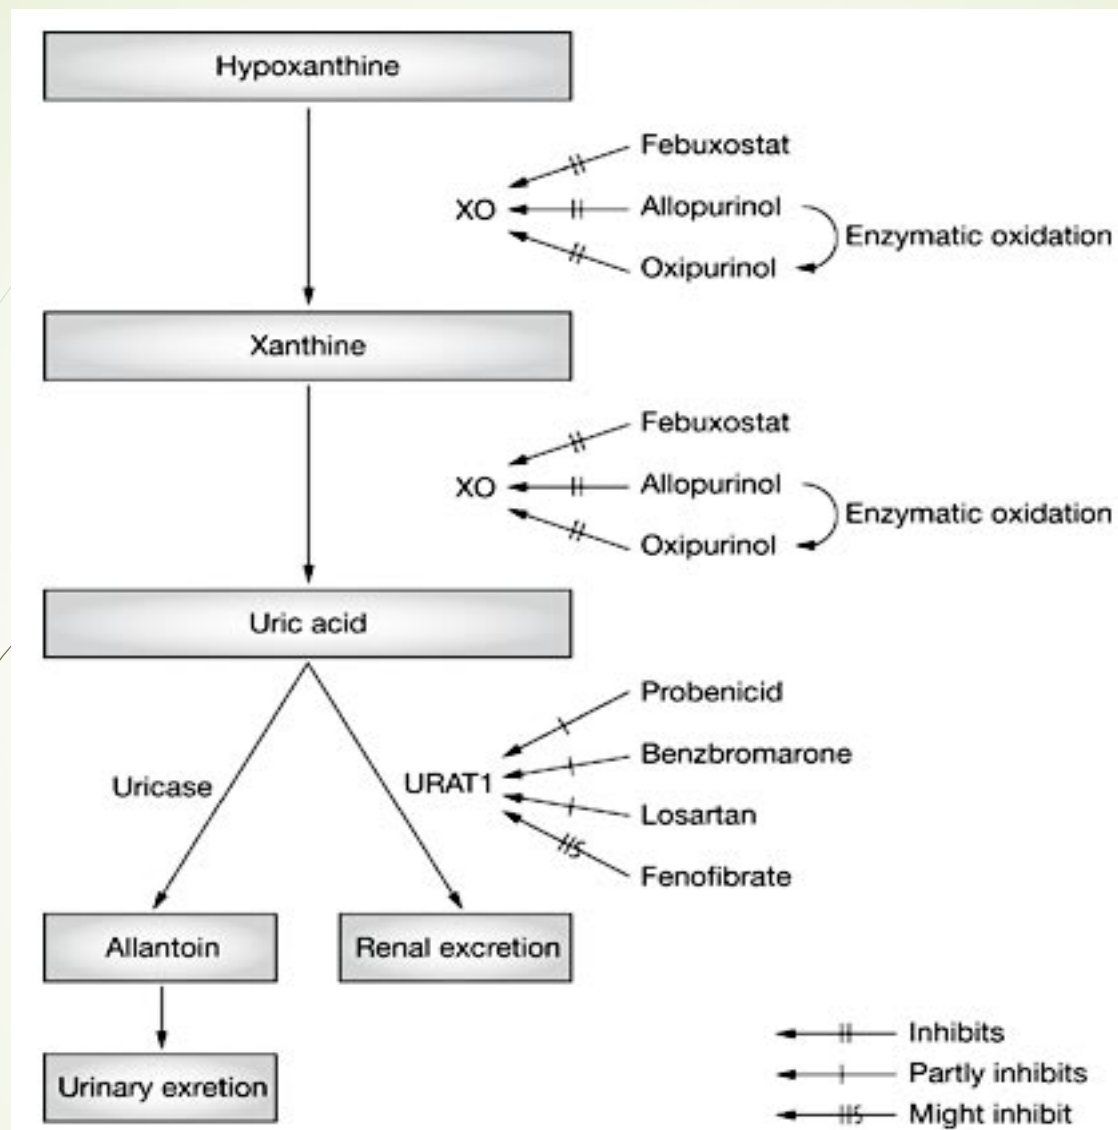 Hypoxanthine
Febuxostat
XO
Allopurinol
Enzymatic oxidation
Oxipurinol
Xanthine
Febuxostat
XO
Allopurinol
Enzymatic oxidation
Oxipurinol
Uric acid
Probenicid
Benzbromarone
Uricase
URAT1
Losartan
Fenofibrate
Allantoin
Renal excretion
Urinary exretion
Inhibits
Partly inhibits
Might inhibit